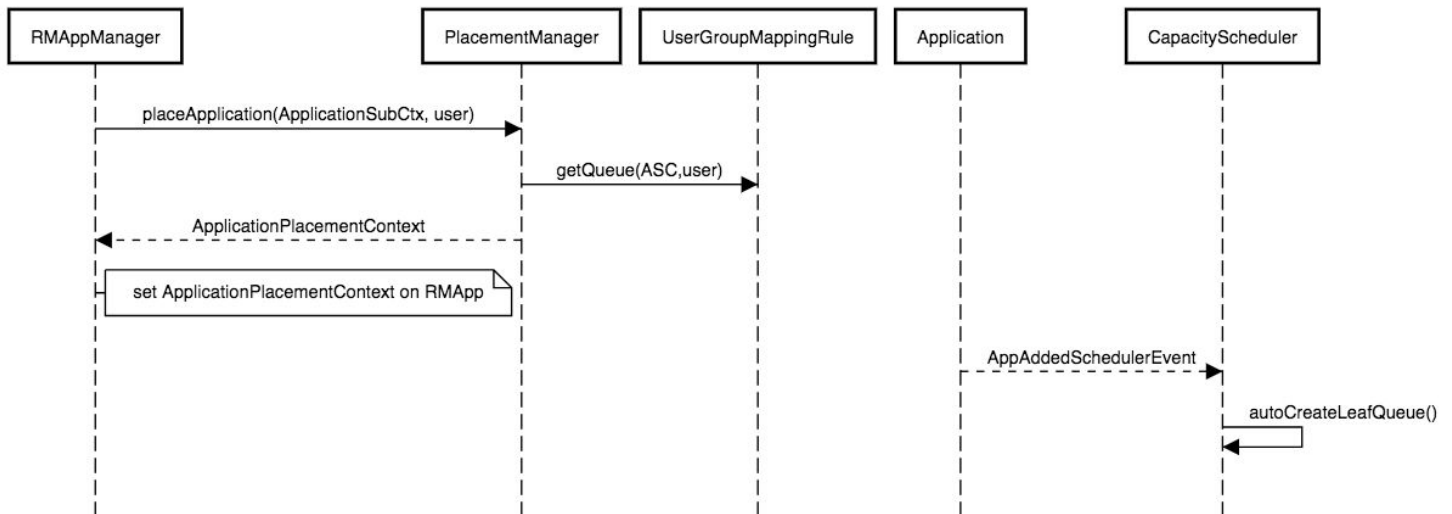 RMAppManager
PlacementManager
UserGroupMappingRule
Application
CapacityScheduler
placeApplication(ApplicationSubCtx, user)
getQueue(ASC,user)
ApplicationPlacementContext
set ApplicationPlacementContext on RMApp
AppAddedSchedulerEvent
autoCreateLeafQueue()